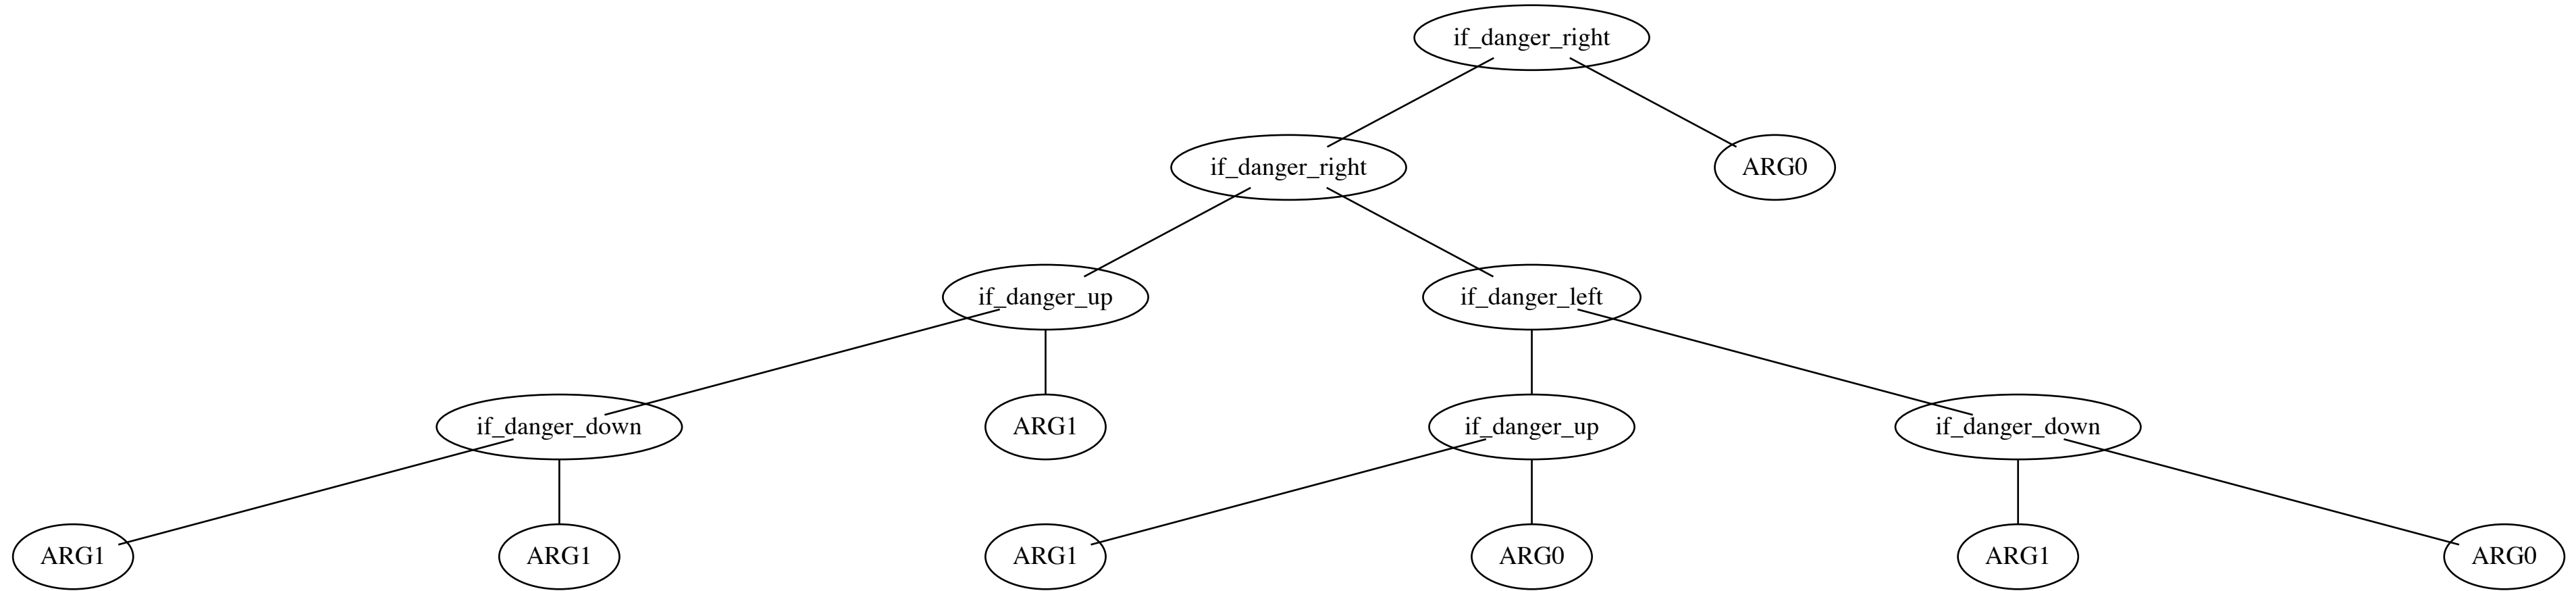 if_danger_right
if_danger_right
ARG0
if_danger_up
if_danger_left
if_danger_down
ARG1
if_danger_up
if_danger_down
ARG1
ARG1
ARG1
ARG0
ARG1
ARG0